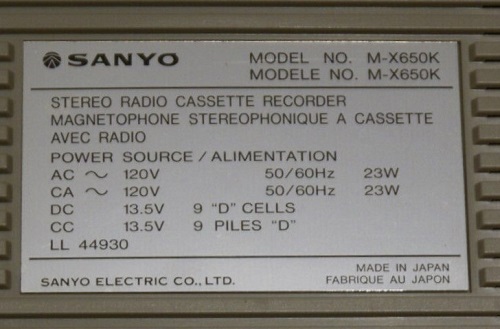 SANYO MODEL NO. M-X650K
MODELE NO. M-X650K
STEREO RADIO CASSETTE RECORDER
MAGNETOPHONE STEREOPHONIQUE A CASSETTE
AVEC RADIO
POWER SOURCE / ALIMENTATION
AC ~ 120V 50/60Hz 23W
CA ~ 120V 50/60Hz 23W
DC 13.5V 9 "D" CELLS
CC 13.5V 9 PILES "D"
LL 44930
MADE IN JAPAN
SANYO ELECTRIC CO., LTD. FABRIQUE AU JAPON